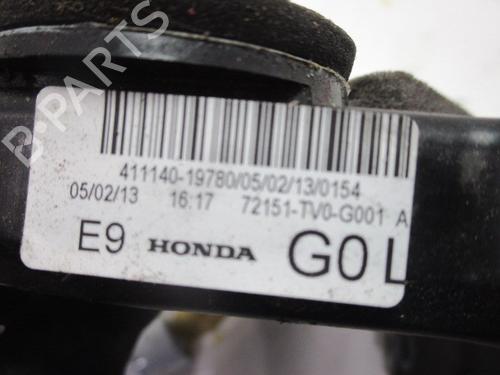 411140-19780/05/02/13/0154
05/02/13 16:17 72151-TV0-G001 A
E9 HONDA G0 L
B-PARTS